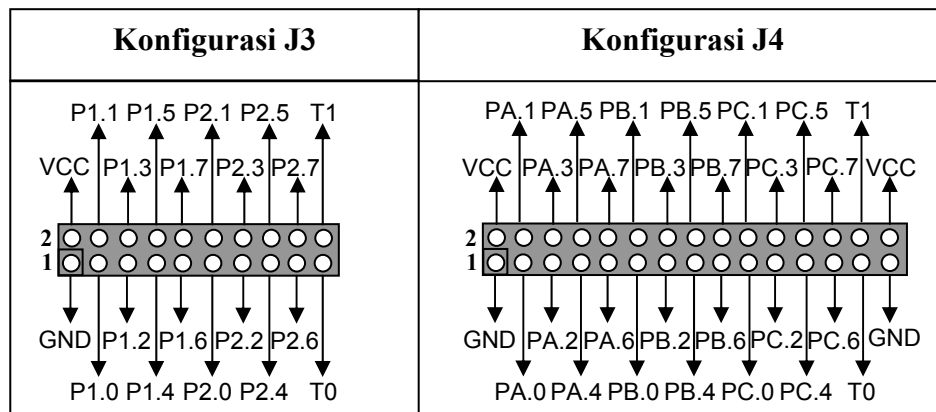 Konfigurasi J3
P1.1 P1.5 P2.1 P2.5 T1
VCC P1.3 P1.7 P2.3 P2.7
2
1
GND P1.2 P1.6 P2.2 P2.6
P1.0 P1.4 P2.0 P2.4 T0
Konfigurasi J4
PA.1 PA.5 PB.1 PB.5 PC.1 PC.5 T1
VCC PA.3 PA.7 PB.3 PB.7 PC.3 PC.7 VCC
2
1
GND PA.2 PA.6 PB.2 PB.6 PC.2 PC.6 GND
PA.0 PA.4 PB.0 PB.4 PC.0 PC.4 T0